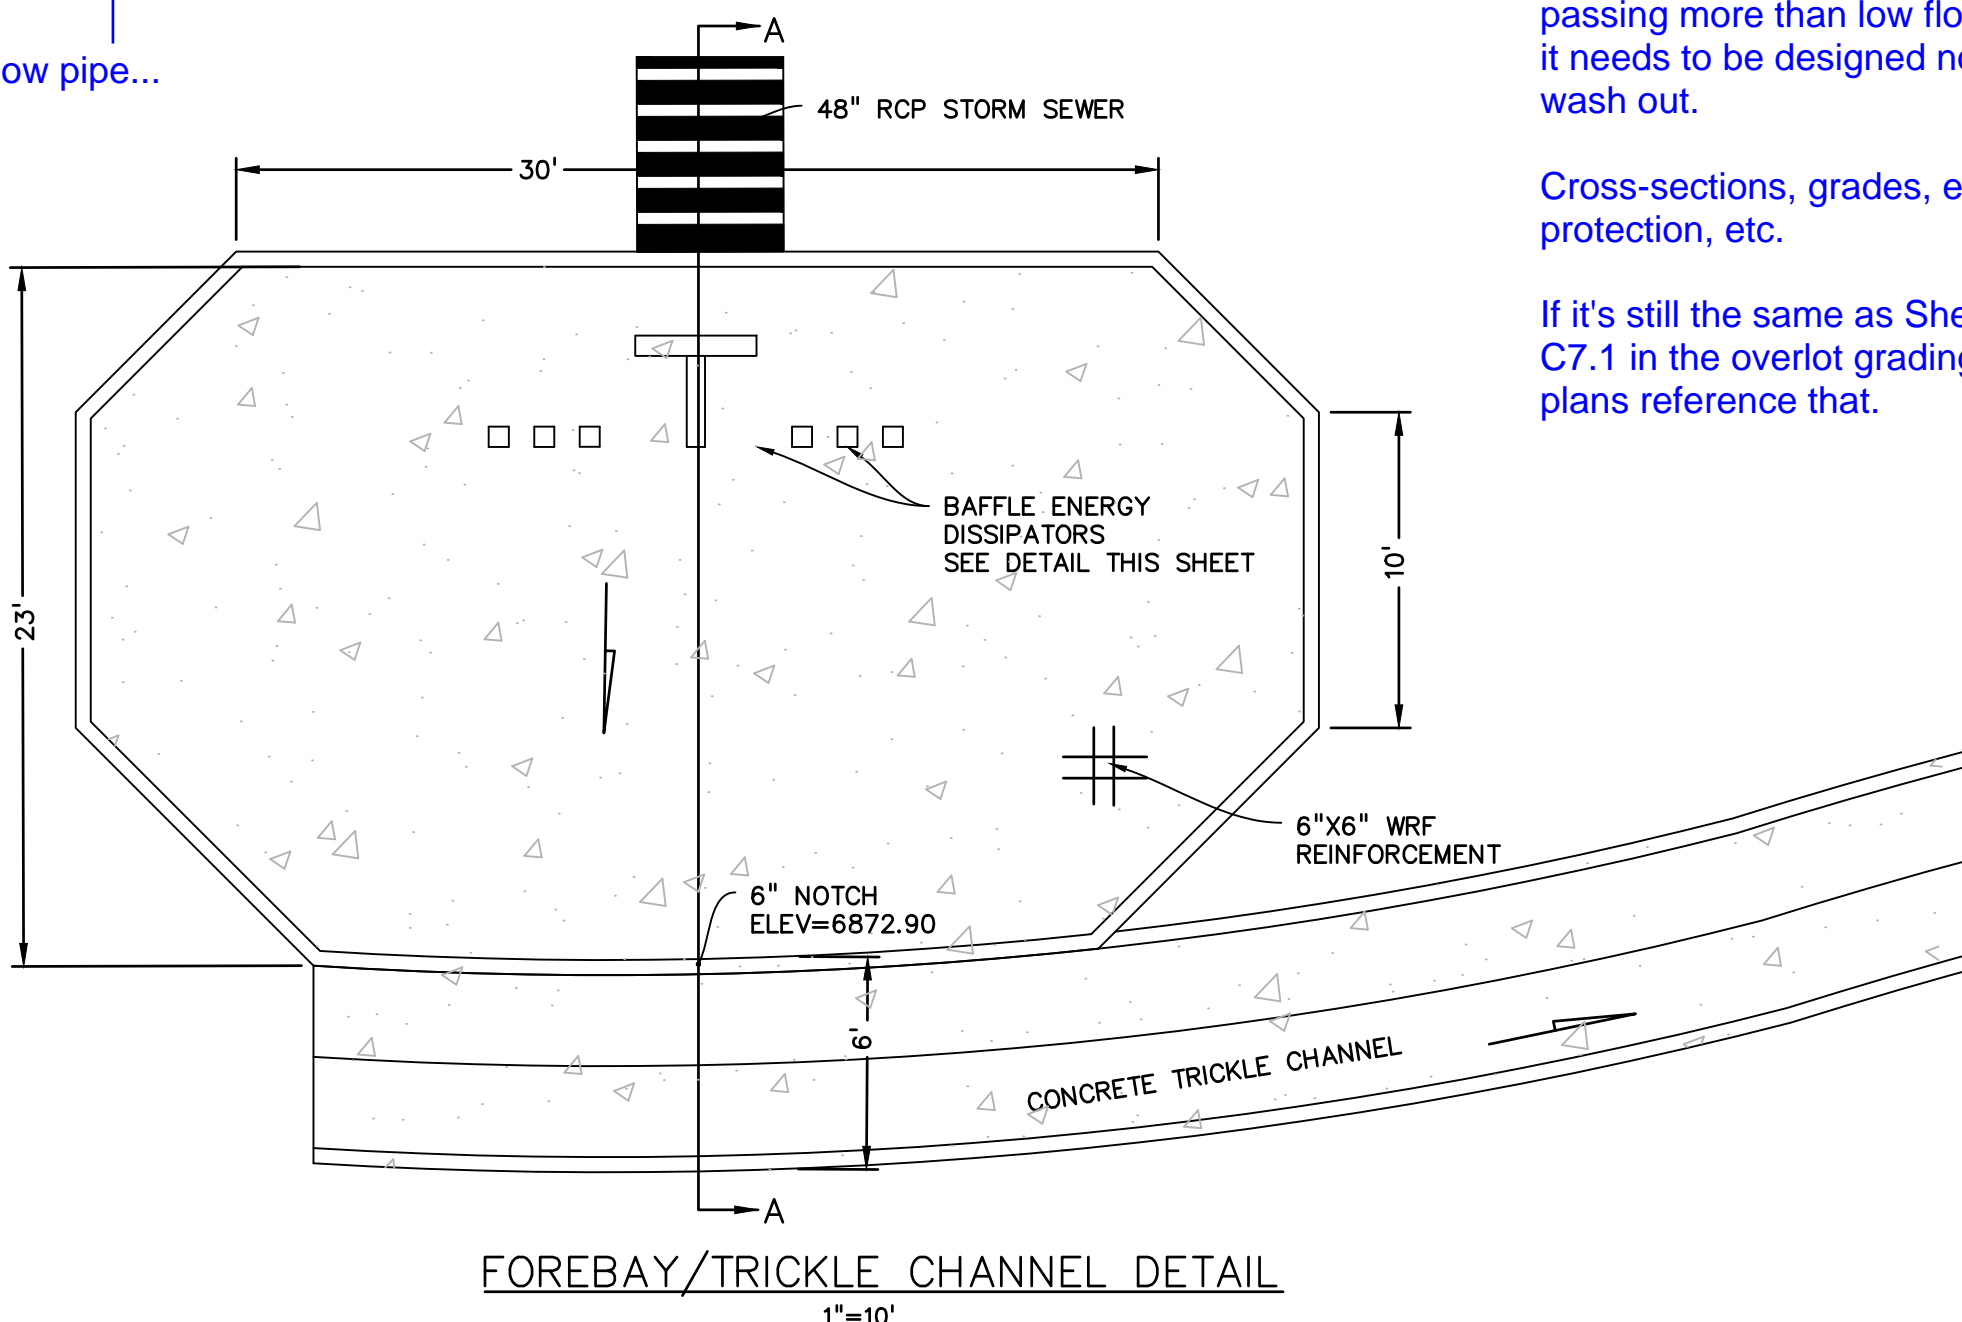 ow pipe...
passing more than low flo
it needs to be designed no
wash out.
Cross-sections, grades, e
protection, etc.
If it's still the same as She
C7.1 in the overlot grading
plans reference that.
A
48" RCP STORM SEWER
30'
23'
10'
BAFFLE ENERGY
DISSIPATORS
SEE DETAIL THIS SHEET
6"X6" WRF
REINFORCEMENT
6" NOTCH
ELEV=6872.90
6'
CONCRETE TRICKLE CHANNEL
A
FOREBAY/TRICKLE CHANNEL DETAIL
1"=10'